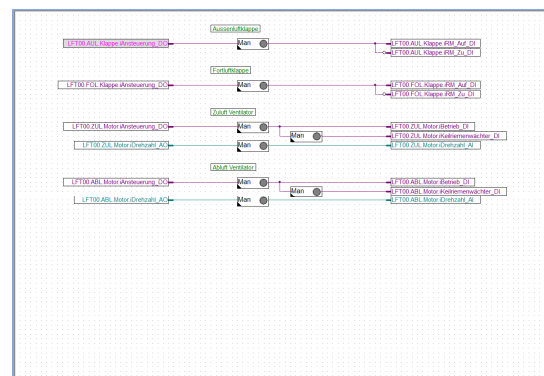 Aussenluftklappe
LFT00.AUL.Klappe.iAnsteuerung_DO Man LFT00.AUL.Klappe.iRM_Auf_DI
LFT00.AUL.Klappe.iRM_Zu_DI
Fortluftklappe
LFT00.FOL.Klappe.iAnsteuerung_DO Man LFT00.FOL.Klappe.iRM_Auf_DI
LFT00.FOL.Klappe.iRM_Zu_DI
Zuluft Ventilator
LFT00.ZUL.Motor.iAnsteuerung_DO Man LFT00.ZUL.Motor.iBetrieb_DI
Man LFT00.ZUL.Motor.iKeilriemenwächter_DI
LFT00.ZUL.Motor.iDrehzahl_AO Man LFT00.ZUL.Motor.iDrehzahl_AI
Abluft Ventilator
LFT00.ABL.Motor.iAnsteuerung_DO Man LFT00.ABL.Motor.iBetrieb_DI
Man LFT00.ABL.Motor.iKeilriemenwächter_DI
LFT00.ABL.Motor.iDrehzahl_AO Man LFT00.ABL.Motor.iDrehzahl_AI